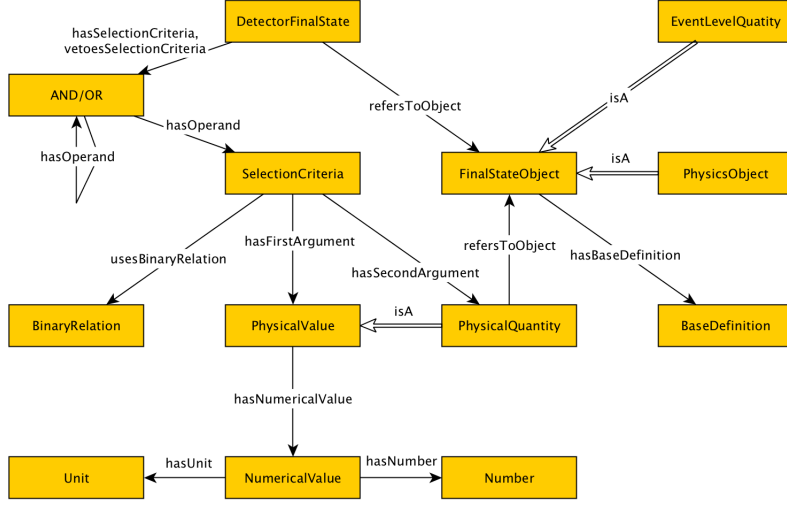 DetectorFinalState
EventLevelQuatity
hasSelectionCriteria,
vetoesSelectionCriteria
AND/OR
refersToObject
isA
hasOperand
hasOperand
isA
SelectionCriteria
FinalStateObject
PhysicsObject
hasFirstArgument
refersToObject
usesBinaryRelation
hasBaseDefinition
hasSecondArgument
isA
BinaryRelation
PhysicalValue
PhysicalQuantity
BaseDefinition
hasNumericalValue
hasUnit
hasNumber
Unit
NumericalValue
Number